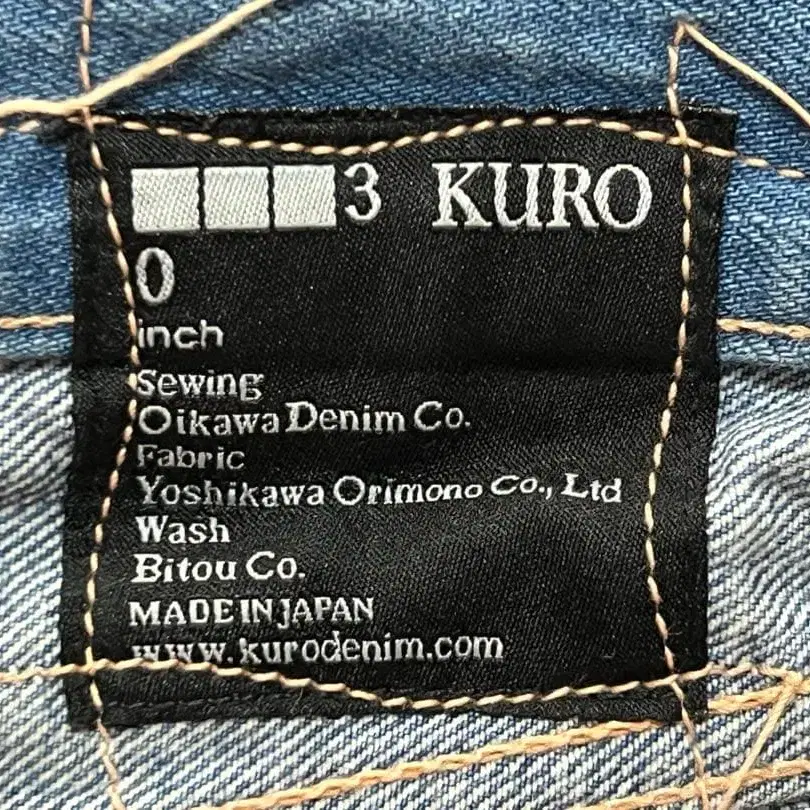 3 KURO
0
inch
Sewing
Oikawa Denim Co.
Fabric
Yoshikawa Orimono Co., Ltd
Wash
Bitou Co.
MADE IN JAPAN
www.kurodenim.com